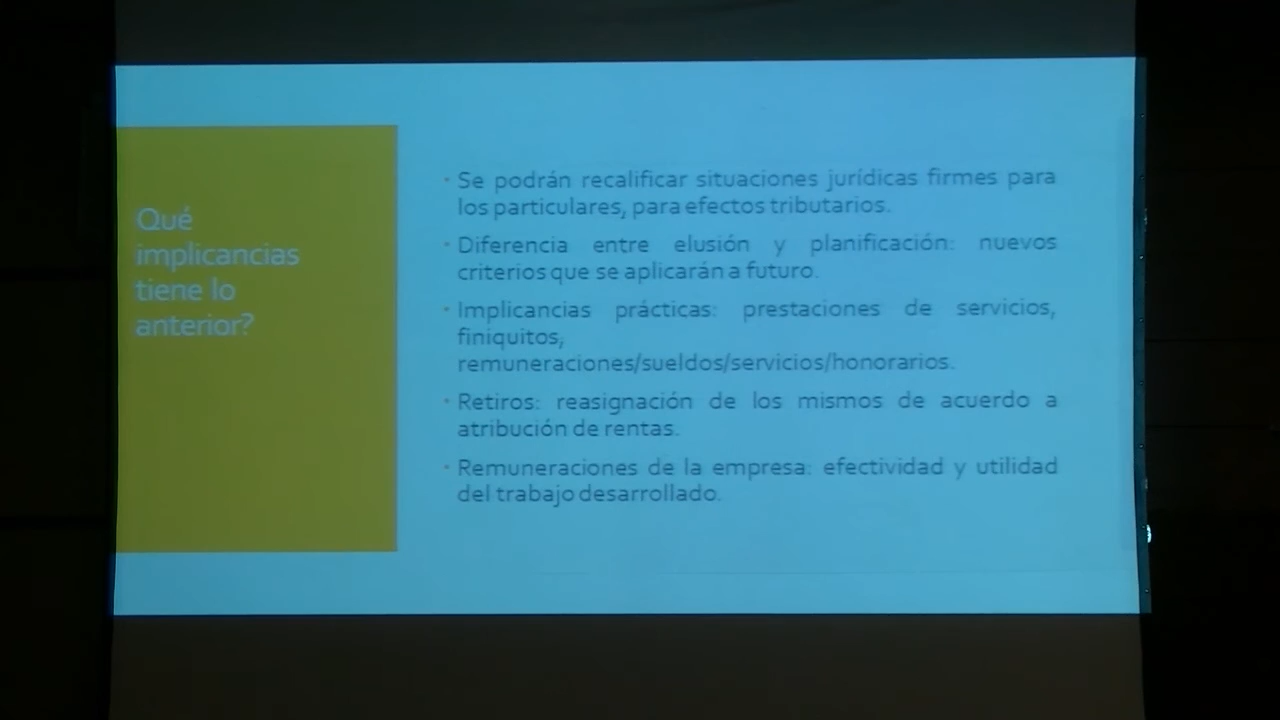 Qué
implicancias
tiene lo
anterior?
Se podrán recalificar situaciones jurídicas firmes para
los particulares, para efectos tributarios.
Diferencia entre elusión y planificación: nuevos
criterios que se aplicarán a futuro.
Implicancias prácticas: prestaciones de servicios,
finiquitos,
remuneraciones/sueldos/servicios/honorarios.
Retiros: reasignación de los mismos de acuerdo a
atribución de rentas.
Remuneraciones de la empresa: efectividad y utilidad
del trabajo desarrollado.